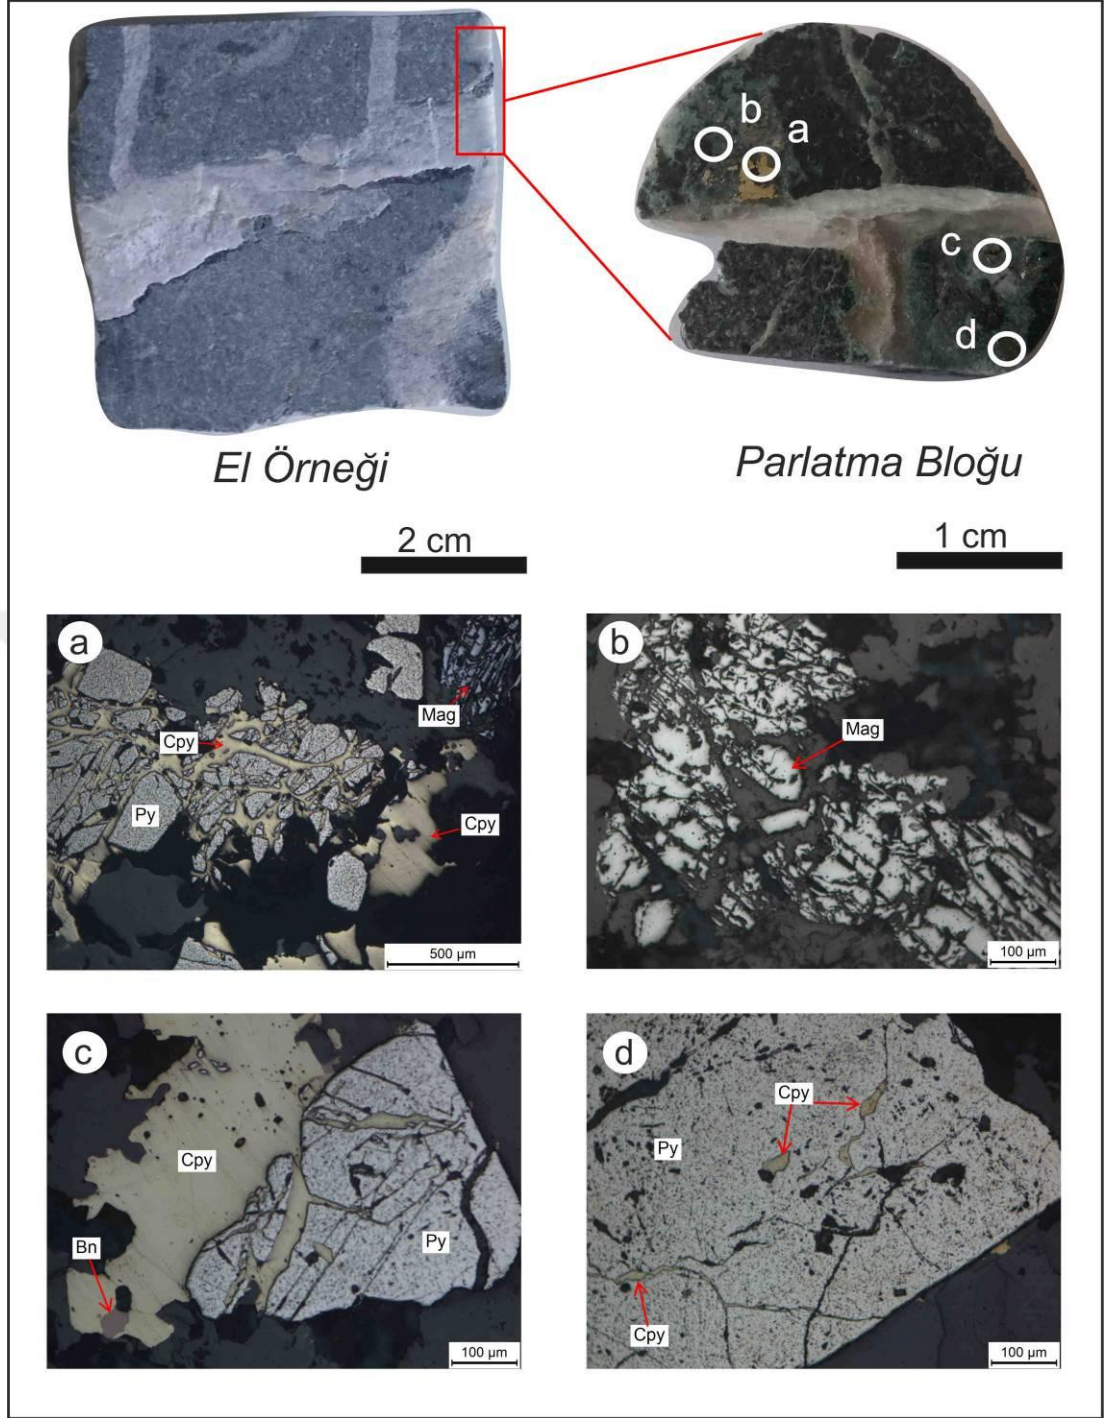 b
a
c
d
El Örneği
Parlatma Bloğu
2 cm
1 cm
a
Mag
Cpy
Py
Cpy
500 µm
b
Mag
100 µm
c
Cpy
Py
Bn
100 µm
d
Cpy
Py
Cpy
100 µm